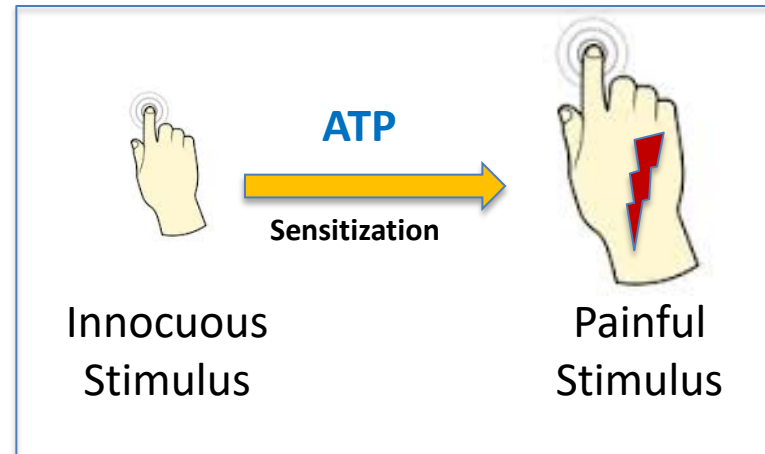 ATP
Sensitization
Innocuous
Stimulus
Painful
Stimulus